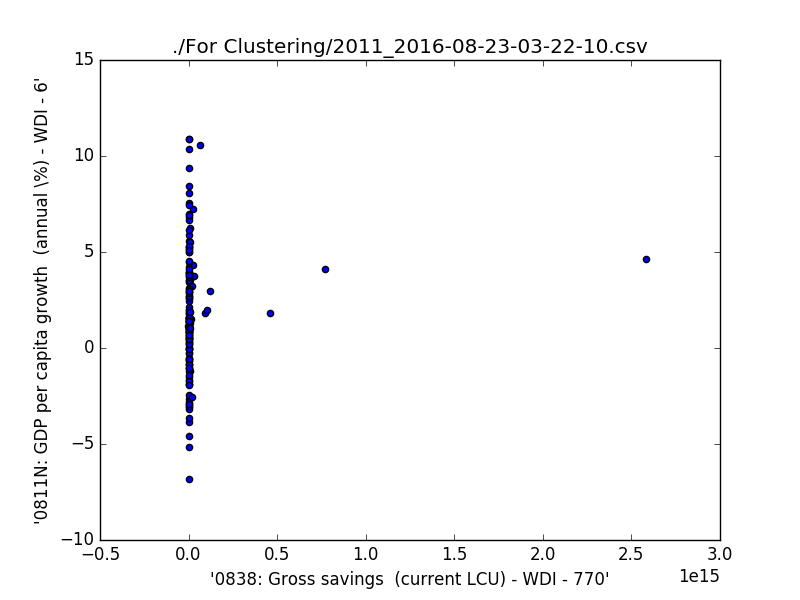 ./For Clustering/2011_2016-08-23-03-22-10.csv
'0811N: GDP per capita growth  (annual \%) - WDI - 6'
15
10
5
0
−5
−10
−0.5 0.0 0.5 1.0 1.5 2.0 2.5 3.0
1e15
'0838: Gross savings  (current LCU) - WDI - 770'